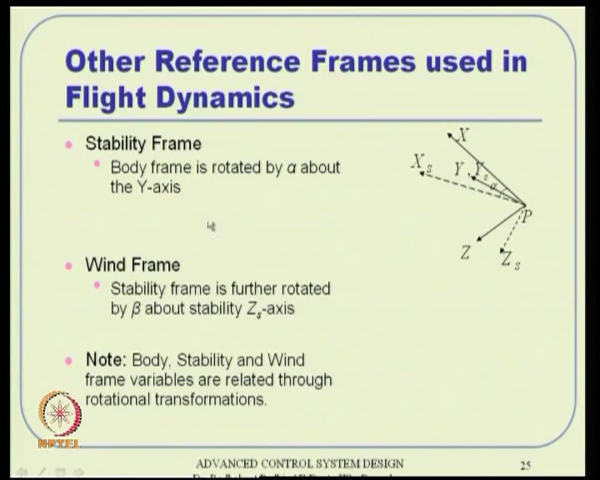 Other Reference Frames used in
Flight Dynamics
• Stability Frame
• Body frame is rotated by α about
the Y-axis
• Wind Frame
• Stability frame is further rotated
by β about stability Zs-axis
• Note: Body, Stability and Wind
frame variables are related through
rotational transformations.
X
Xs Y Ys
α
P
Z
Zs
NPTEL
ADVANCED CONTROL SYSTEM DESIGN
25